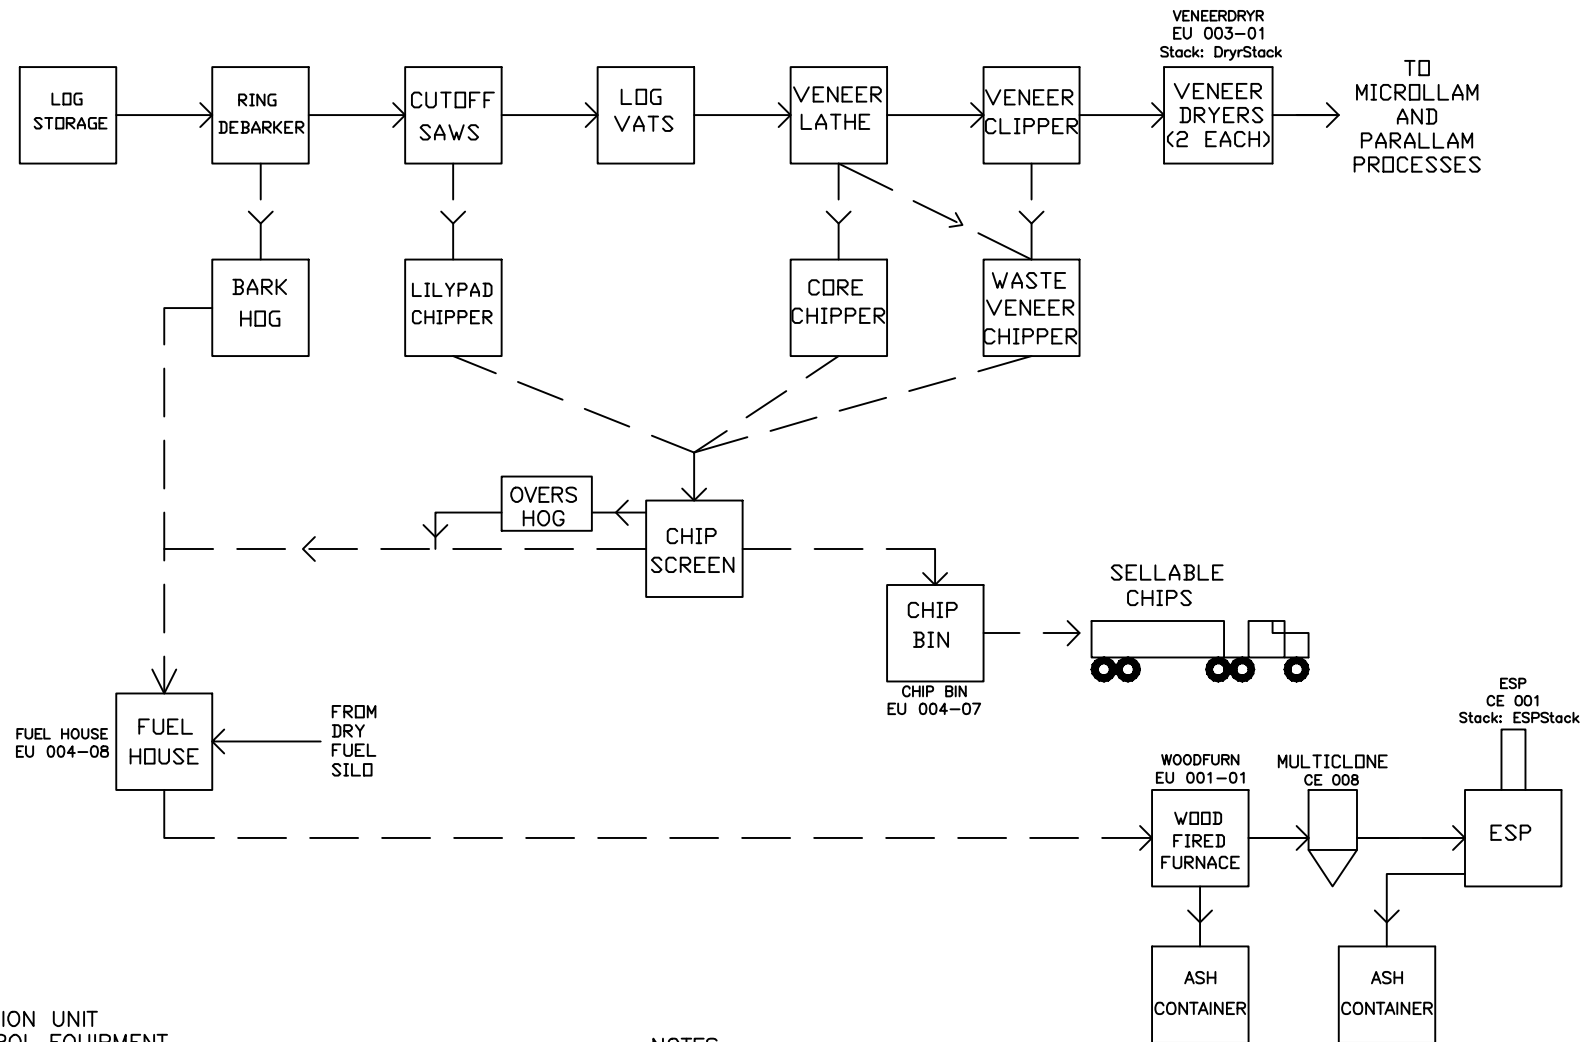 VENEERDRYR
EU 003-01
Stack: DryrStack
LOG
STORAGE
RING
DEBARKER
CUTOFF
SAWS
LOG
VATS
VENEER
LATHE
VENEER
CLIPPER
VENEER
DRYERS
(2 EACH)
TO
MICROLLAM
AND
PARALLAM
PROCESSES
BARK
HOG
LILYPAD
CHIPPER
CORE
CHIPPER
WASTE
VENEER
CHIPPER
OVERS
HOG
CHIP
SCREEN
CHIP
BIN
CHIP BIN
EU 004-07
SELLABLE
CHIPS
FUEL HOUSE
EU 004-08
FUEL
HOUSE
FROM
DRY
FUEL
SILO
WOODFURN
EU 001-01
WOOD
FIRED
FURNACE
MULTICLONE
CE 008
ESP
CE 001
Stack: ESPStack
ESP
ASH
CONTAINER
ASH
CONTAINER
ION UNIT
ROL EQUIPMENT
NOTES